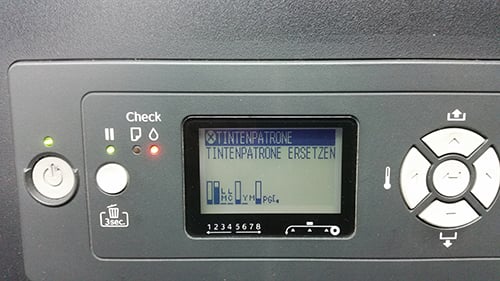 Check
TINTENPATRONE
TINTENPATRONE ERSETZEN
12345678
3sec.